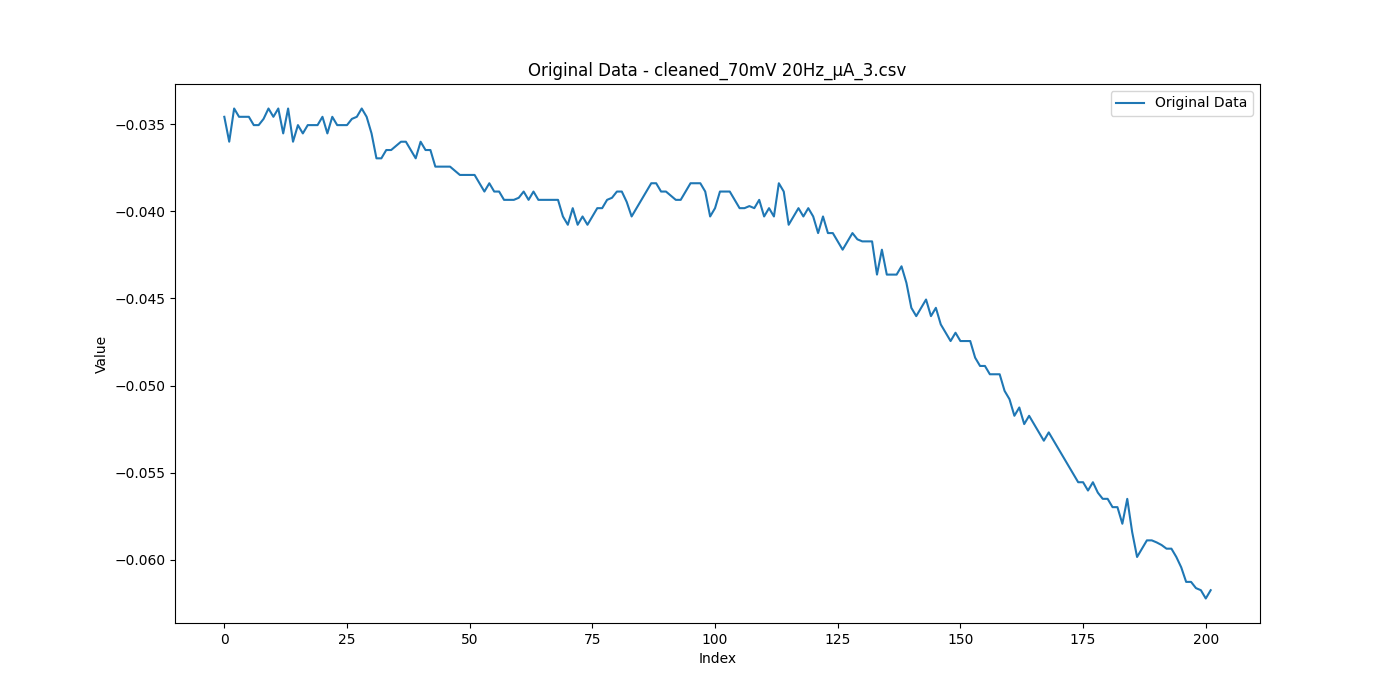 Original Data - cleaned_70mV 20Hz_μA_3.csv
Original Data
−0.035
−0.040
−0.045
−0.050
−0.055
−0.060
Value
0 25 50 75 100 125 150 175 200
Index